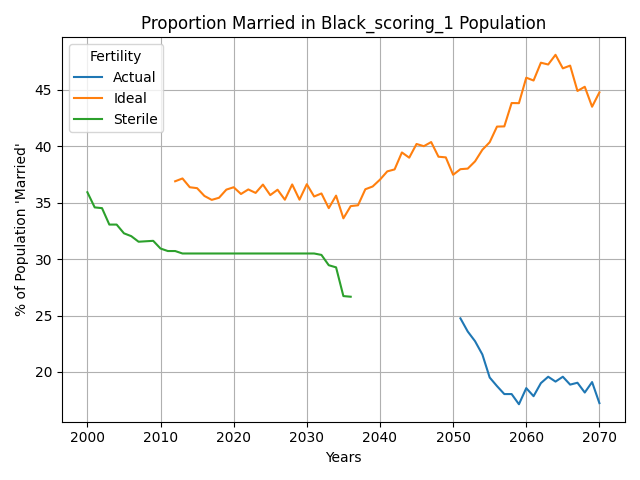 Proportion Married in Black_scoring_1 Population
Fertility
Actual
Ideal
Sterile
% of Population 'Married'
45
40
35
30
25
20
2000 2010 2020 2030 2040 2050 2060 2070
Years